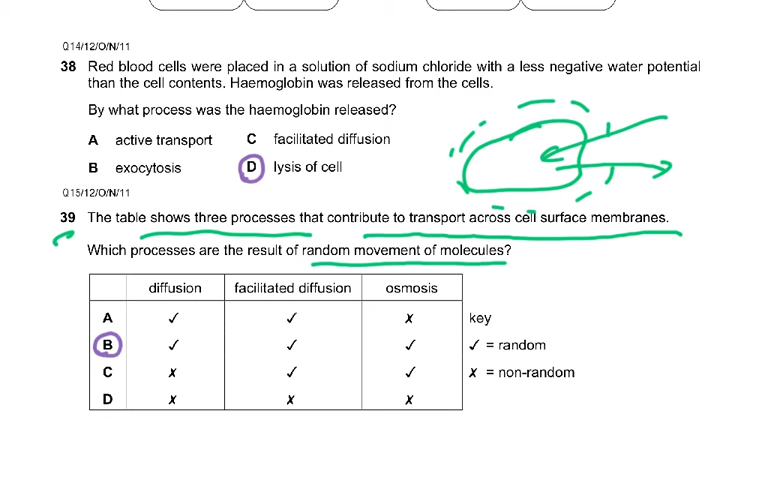 Q14/12/O/N/11
38 Red blood cells were placed in a solution of sodium chloride with a less negative water potential
than the cell contents. Haemoglobin was released from the cells.
By what process was the haemoglobin released?
A active transport C facilitated diffusion
B exocytosis D lysis of cell
Q15/12/O/N/11
39 The table shows three processes that contribute to transport across cell surface membranes.
Which processes are the result of random movement of molecules?
diffusion facilitated diffusion osmosis
A ✓ ✓ ✗ key
B ✓ ✓ ✓ ✓ = random
C ✗ ✓ ✓ ✗ = non-random
D ✗ ✗ ✗